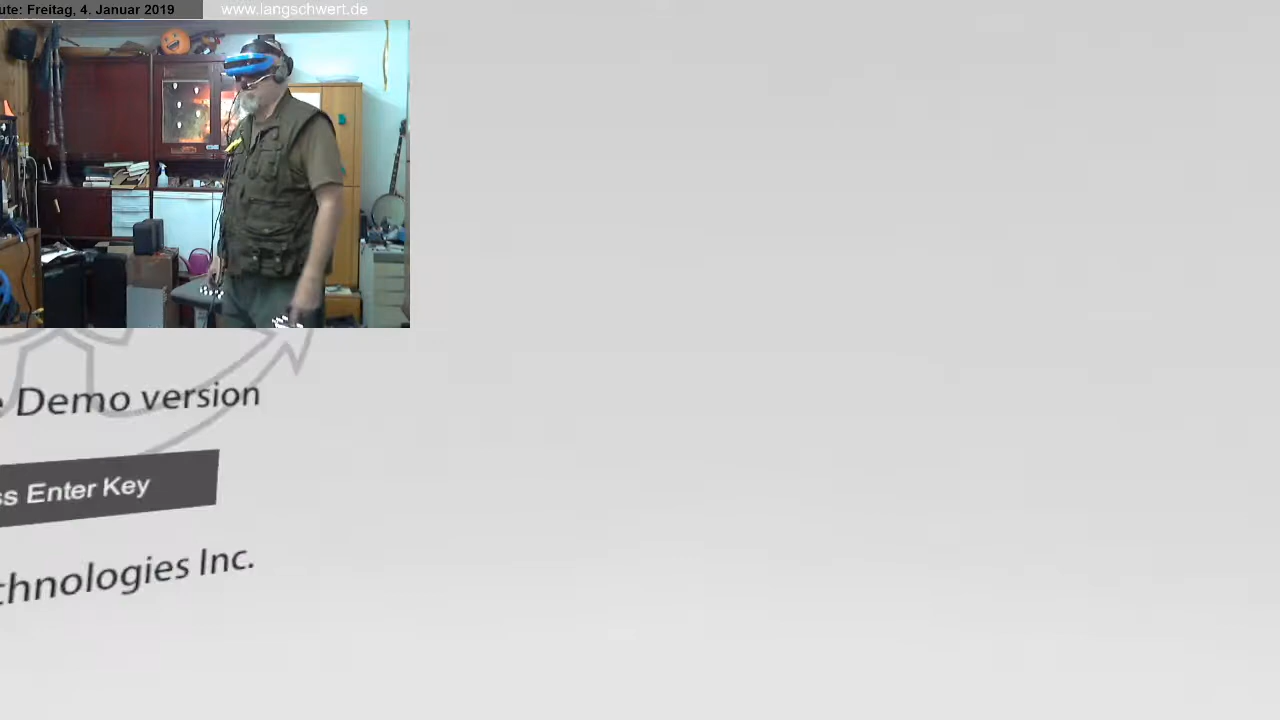 ute: Freitag, 4. Januar 2019
www.langschwert.de
e Demo version
ss Enter Key
chnologies Inc.